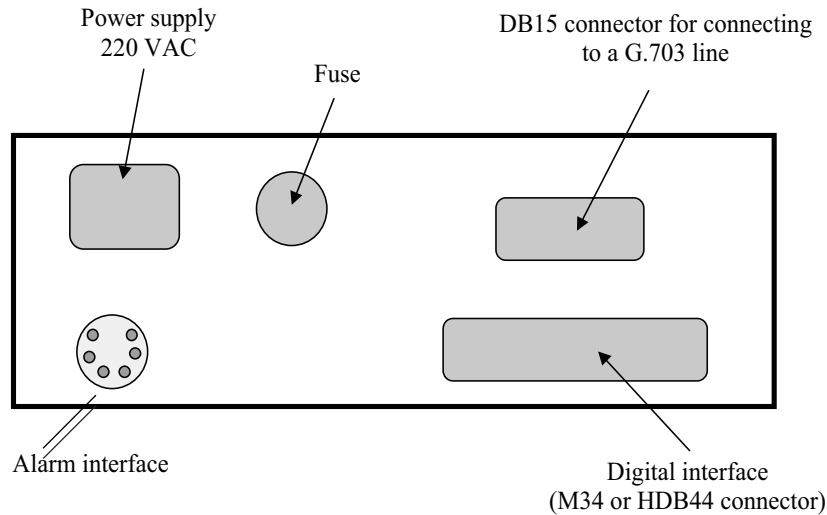 Power supply
220 VAC
Fuse
DB15 connector for connecting
to a G.703 line
Alarm interface
Digital interface
(M34 or HDB44 connector)